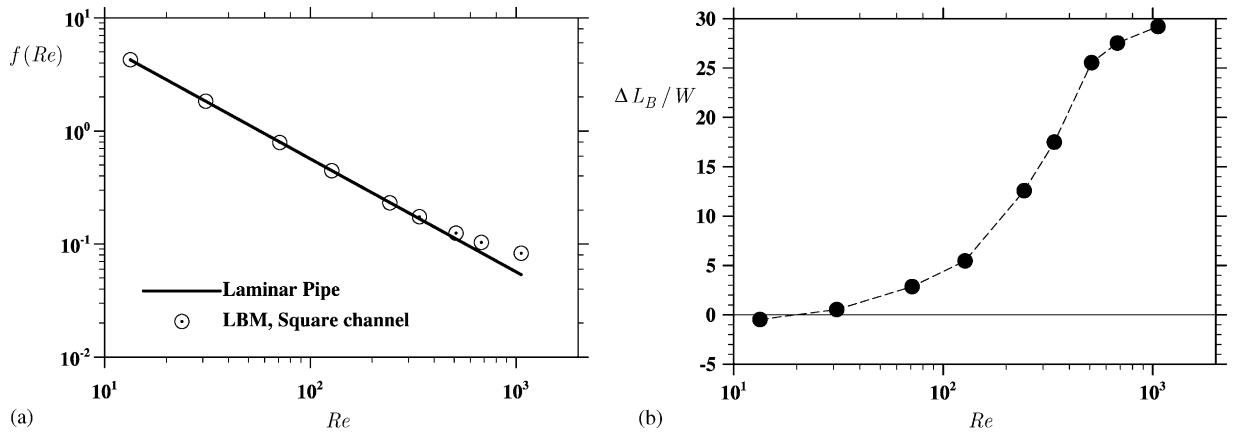 10^1
f(Re)
10^0
10^-1
10^-2
Laminar Pipe
LBM, Square channel
10^1
10^2
10^3
(a)
Re
30
25
ΔL_B/W
20
15
10
5
0
-5
10^1
10^2
10^3
(b)
Re